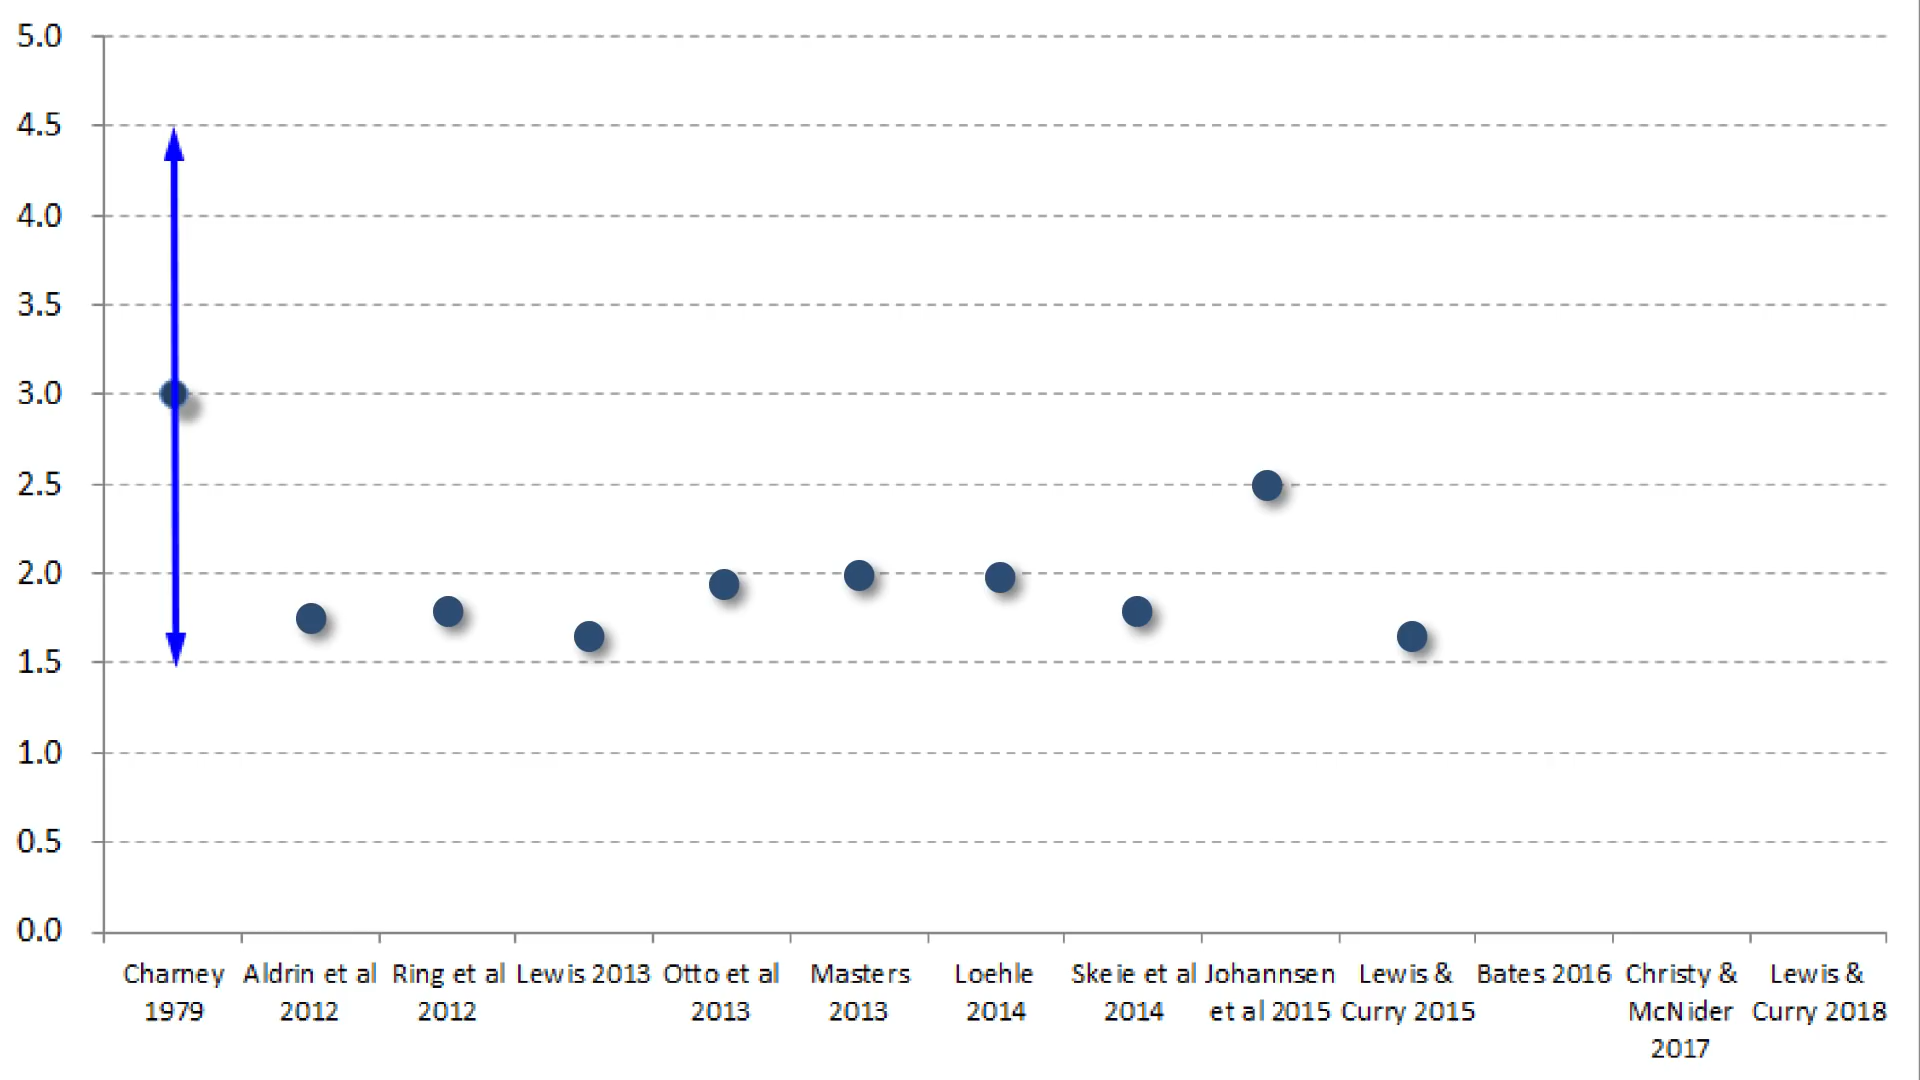 5.0
4.5
4.0
3.5
3.0
2.5
2.0
1.5
1.0
0.5
0.0
Charney
1979
Aldrin et al
2012
Ring et al
2012
Lewis 2013
Otto et al
2013
Masters
2013
Loehle
2014
Skeie et al
2014
Johannsen
et al 2015
Lewis &
Curry 2015
Bates 2016
Christy &
McNider
2017
Lewis &
Curry 2018